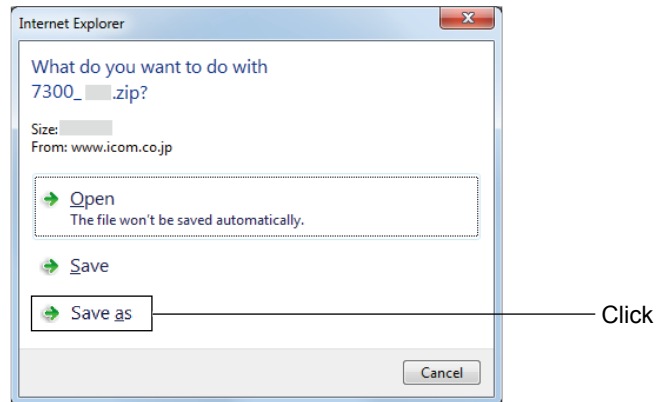 Internet Explorer
What do you want to do with
7300_ .zip?
Size:
From: www.icom.co.jp
Open
The file won't be saved automatically.
Save
Save as
Click
Cancel